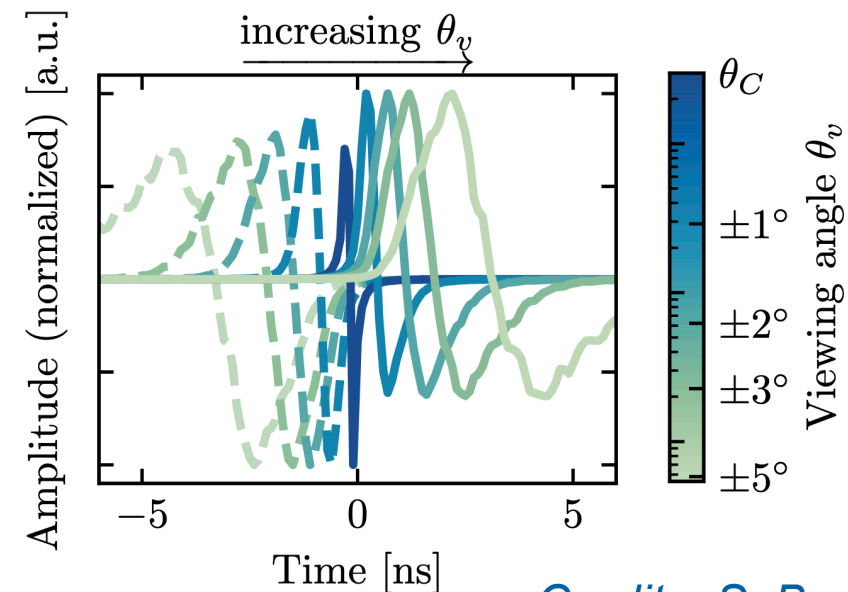 increasing θ_v
Amplitude (normalized) [a.u.]
−5
0
5
Time [ns]
θ_C
±1°
±2°
±3°
±5°
Viewing angle θ_v